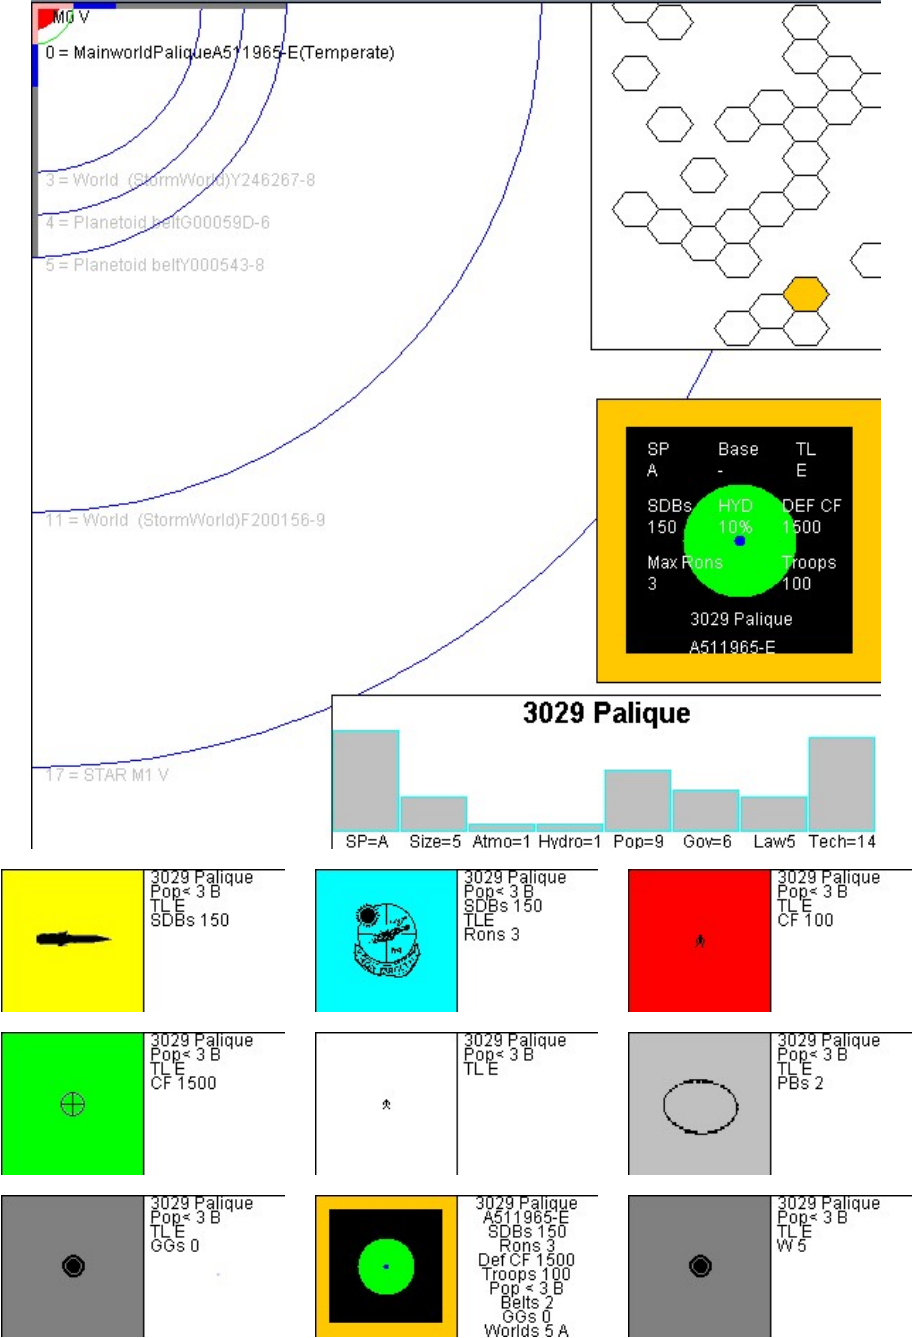 M0 V
0 = MainworldPaliqueA511965-E(Temperate)
3 = World (StormWorld)Y246267-8
4 = Planetoid beltG00059D-6
5 = Planetoid beltY000543-8
11 = World (StormWorld)F200156-9
17 = STAR M1 V
SP Base TL
A - E
SDBs HYD DEF CF
150 10% 1500
Max Rons Troops
3 100
3029 Palique
A511965-E
3029 Palique
SP=A Size=5 Atmo=1 Hydro=1 Pop=9 Gov=6 Law5 Tech=14
3029 Palique
Pop< 3 B
TL E
SDBs 150
3029 Palique
Pop< 3 B
SDBs 150
TLE
Rons 3
3029 Palique
Pop< 3 B
TL E
CF 100
3029 Palique
Pop< 3 B
TL E
CF 1500
3029 Palique
Pop< 3 B
TL E
3029 Palique
Pop< 3 B
TL E
PBs 2
3029 Palique
Pop< 3 B
TL E
GGs 0
3029 Palique
A511965-E
SDBs 150
Rons 3
Def CF 1500
Troops 100
Pop < 3 B
Belts 2
GGs 0
Worlds 5 A
3029 Palique
Pop< 3 B
TL E
W 5